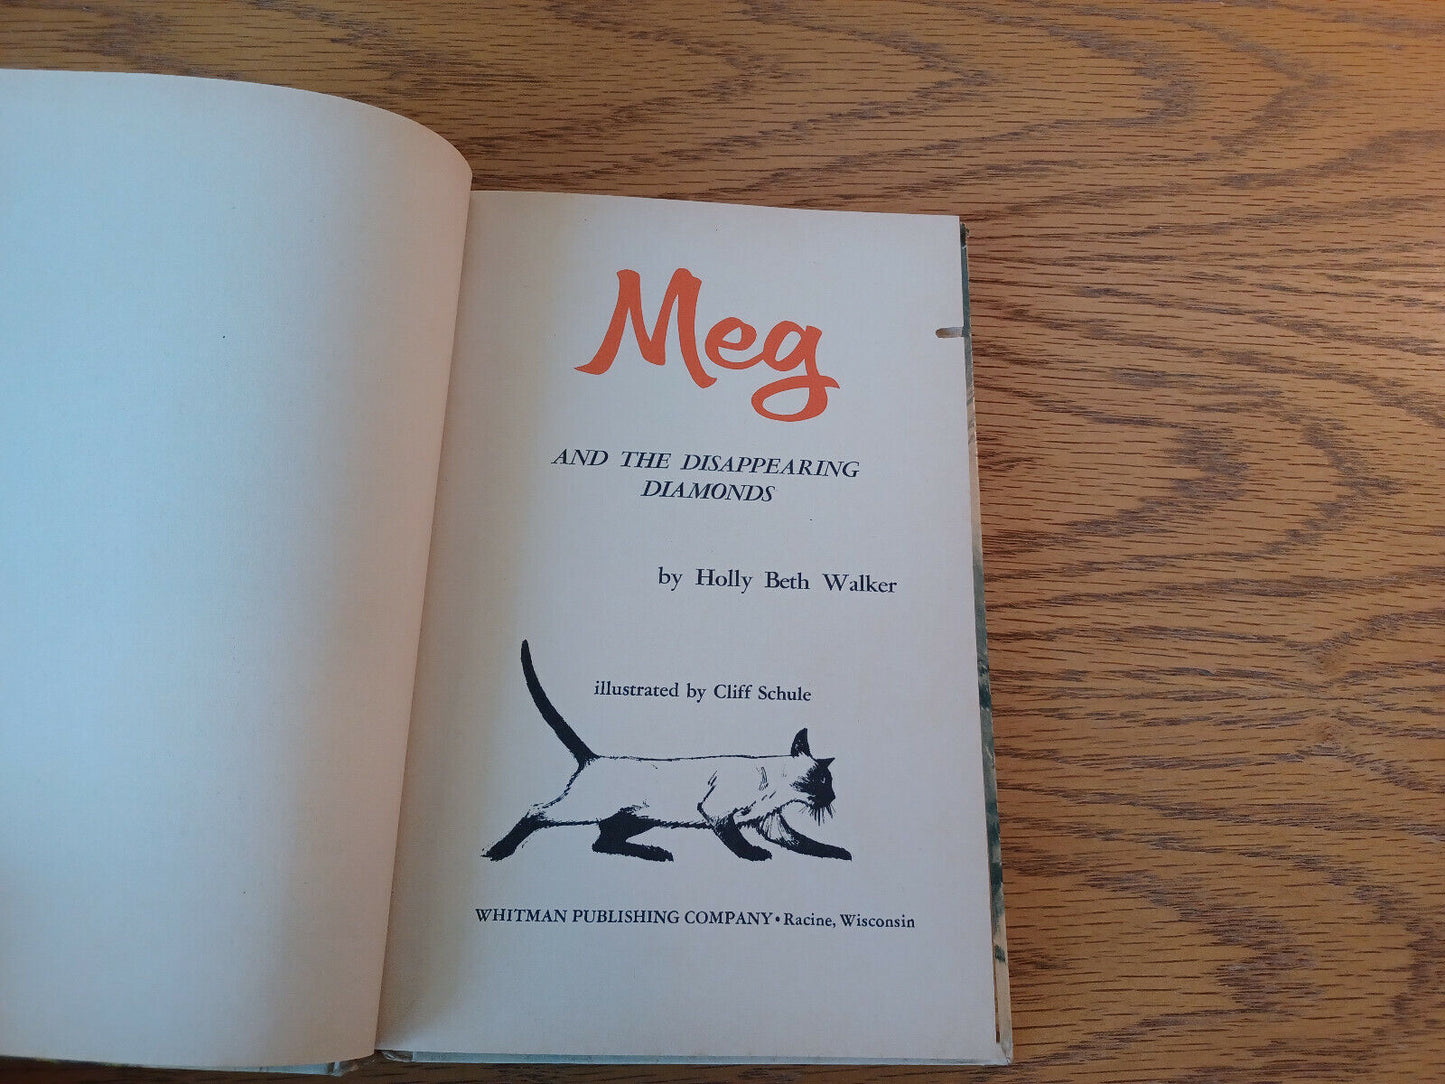 Meg
AND THE DISAPPEARING
DIAMONDS
by Holly Beth Walker
illustrated by Cliff Schule
WHITMAN PUBLISHING COMPANY • Racine, Wisconsin